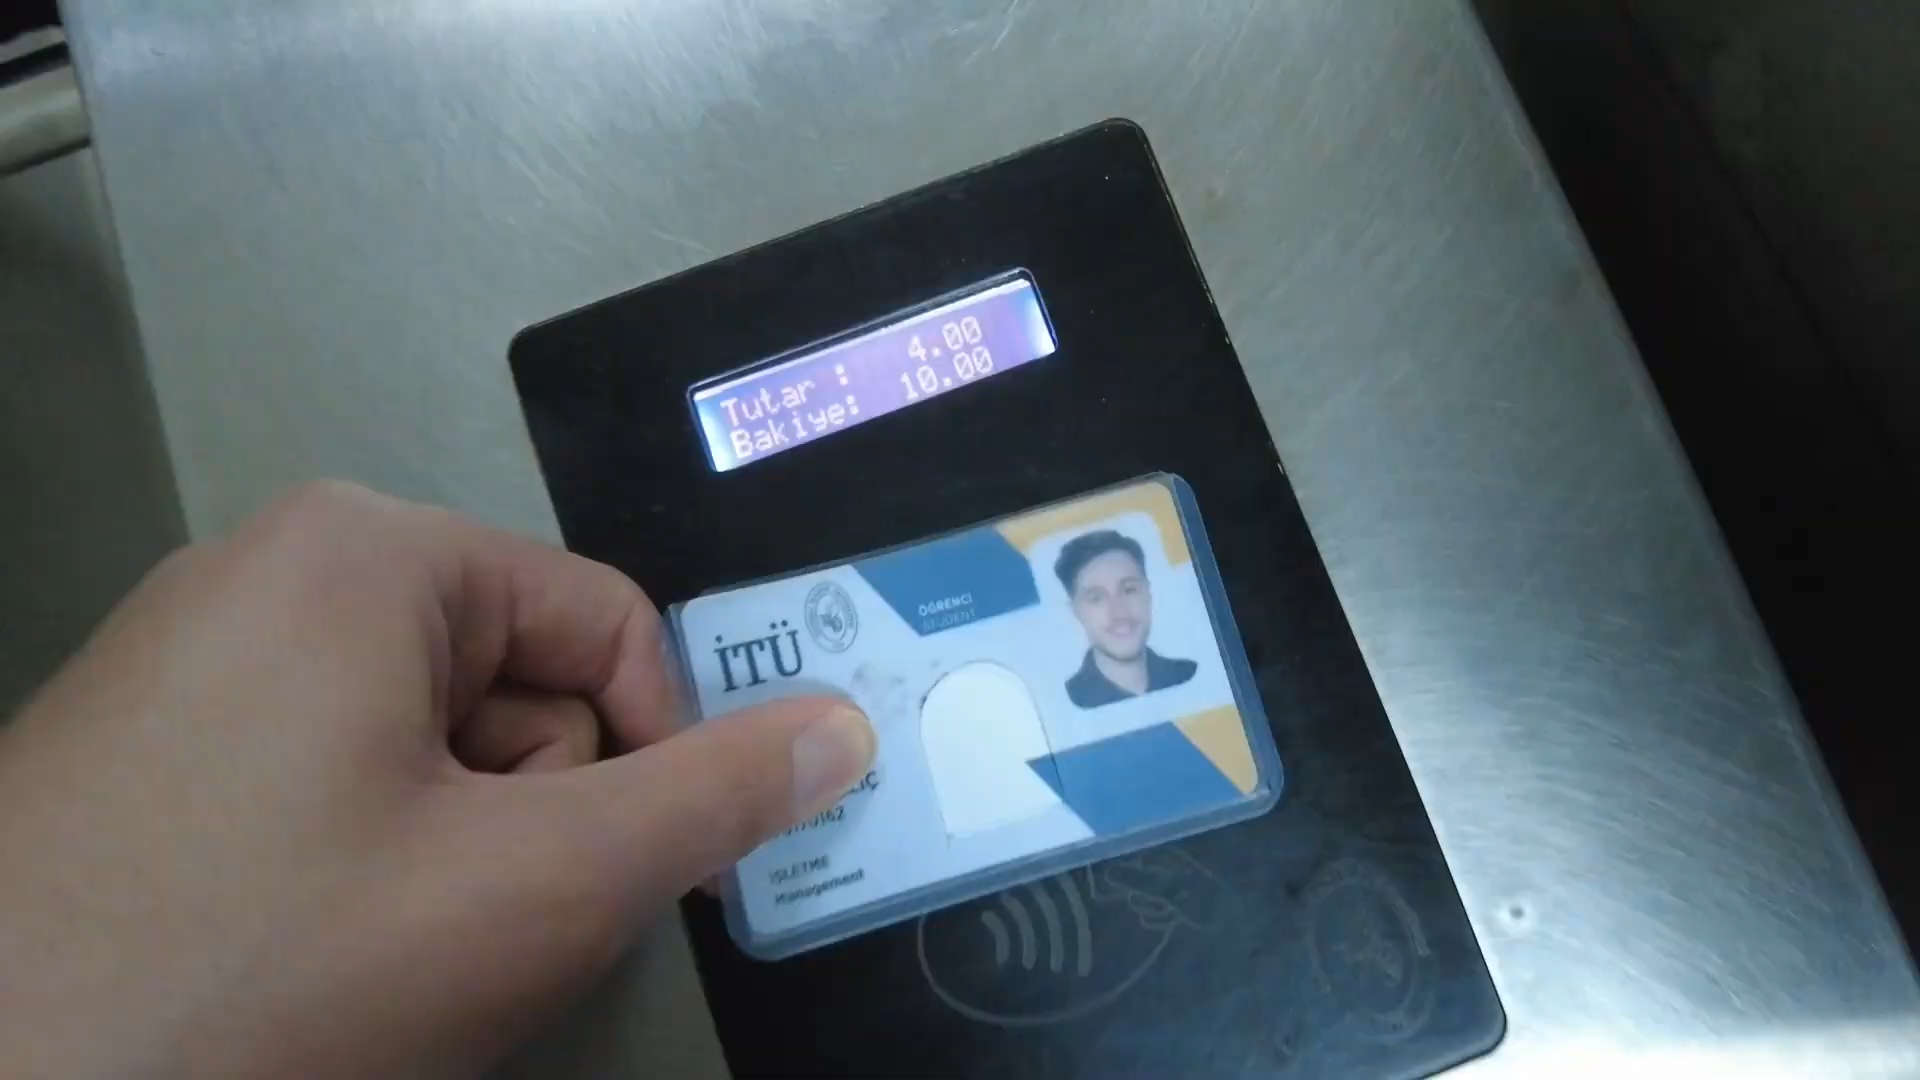 Tutar : 4.00
Bakiye: 10.00
ÖĞRENCİ
STUDENT
İTÜ
İŞLETME
Management